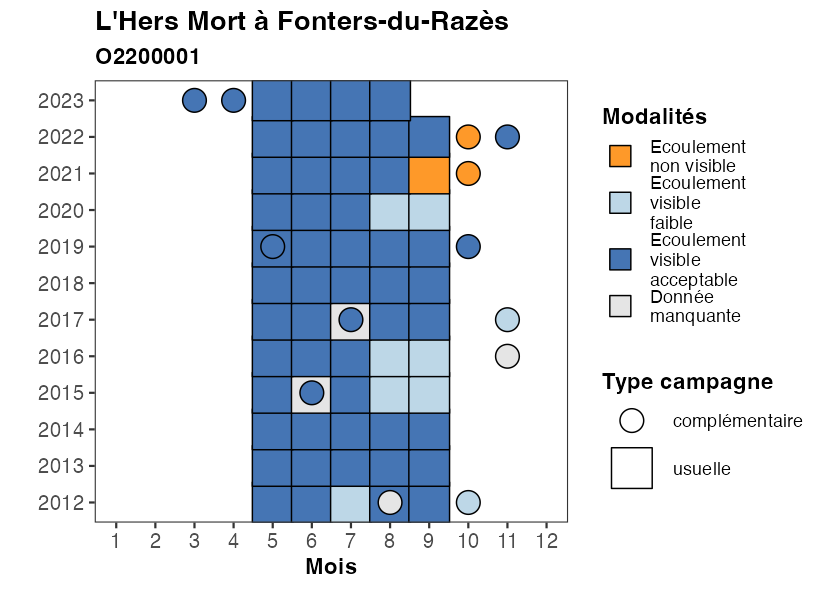 L'Hers Mort à Fonters-du-Razès
O2200001
2023
2022
2021
2020
2019
2018
2017
2016
2015
2014
2013
2012
1 2 3 4 5 6 7 8 9 10 11 12
Mois
Modalités
Ecoulement
non visible
Ecoulement
visible
faible
Ecoulement
visible
acceptable
Donnée
manquante
Type campagne
complémentaire
usuelle